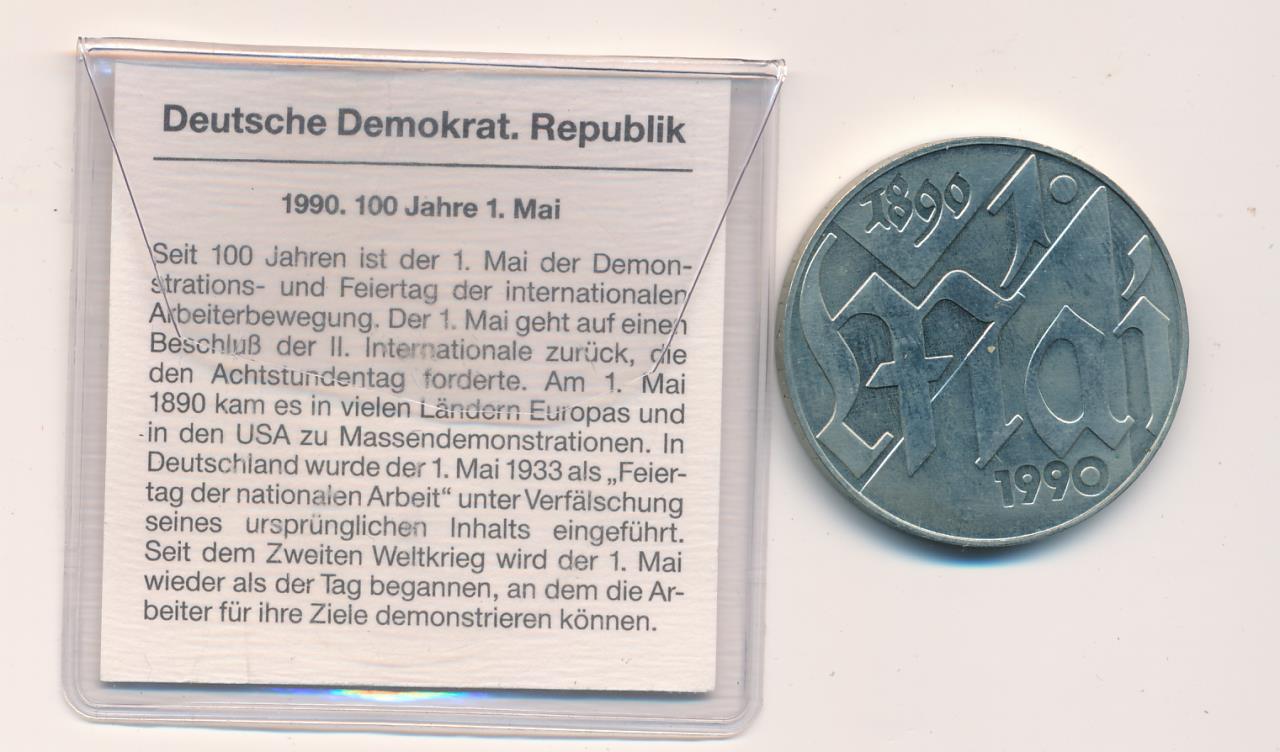 Deutsche Demokrat. Republik
1990. 100 Jahre 1. Mai
Seit 100 Jahren ist der 1. Mai der Demon-
strations- und Feiertag der internationalen
Arbeiterbewegung. Der 1. Mai geht auf einen
Beschluß der II. Internationale zurück, die
den Achtstundentag forderte. Am 1. Mai
1890 kam es in vielen Ländern Europas und
in den USA zu Massendemonstrationen. In
Deutschland wurde der 1. Mai 1933 als „Feier-
tag der nationalen Arbeit“ unter Verfälschung
seines ursprünglichen Inhalts eingeführt.
Seit dem Zweiten Weltkrieg wird der 1. Mai
wieder als der Tag begannen, an dem die Ar-
beiter für ihre Ziele demonstrieren können.
1890
1. Mai
1990